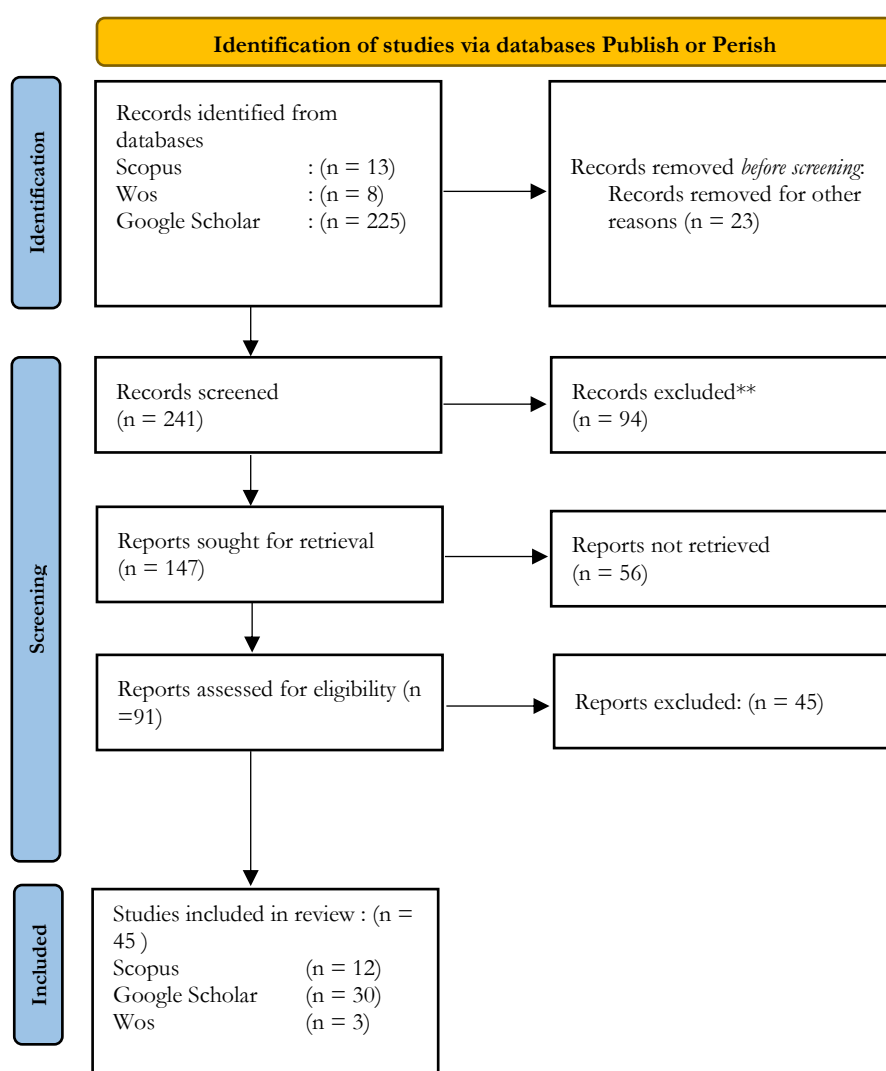 Identification of studies via databases Publish or Perish
Identification
Records identified from
databases
Scopus : (n = 13)
Wos : (n = 8)
Google Scholar : (n = 225)
Records removed before screening:
Records removed for other
reasons (n = 23)
Screening
Records screened
(n = 241)
Records excluded**
(n = 94)
Reports sought for retrieval
(n = 147)
Reports not retrieved
(n = 56)
Reports assessed for eligibility (n
=91)
Reports excluded: (n = 45)
Included
Studies included in review : (n =
45 )
Scopus (n = 12)
Google Scholar (n = 30)
Wos (n = 3)